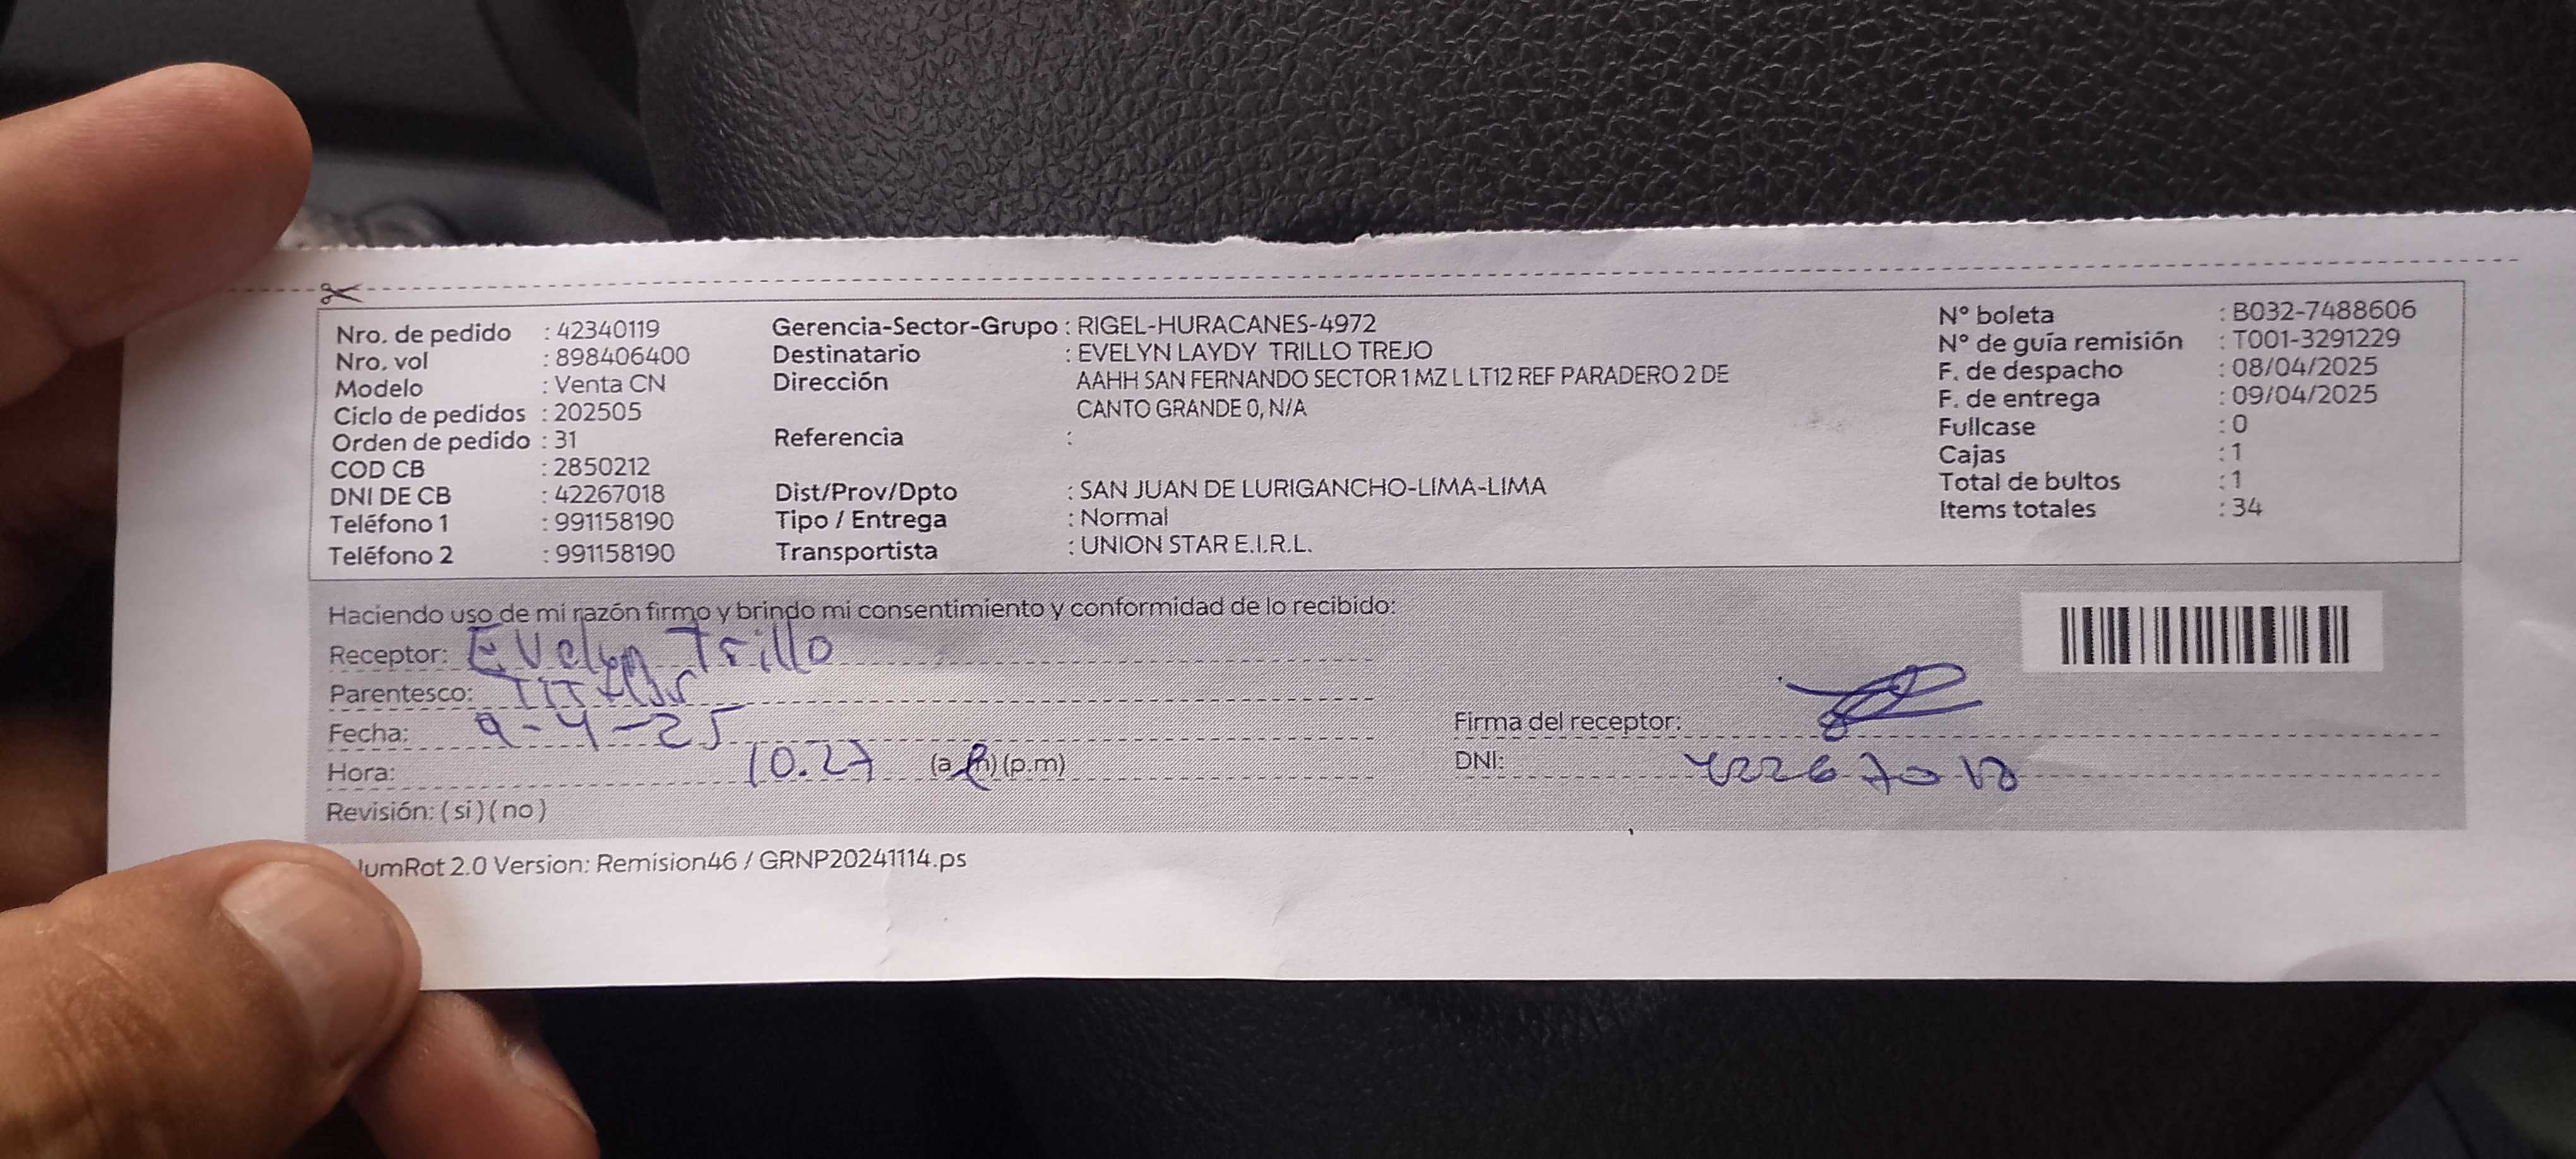 Nro. de pedido : 42340119
Nro. vol : 898406400
Modelo : Venta CN
Ciclo de pedidos : 202505
Orden de pedido : 31
COD CB : 2850212
DNI DE CB : 42267018
Teléfono 1 : 991158190
Teléfono 2 : 991158190
Gerencia-Sector-Grupo : RIGEL-HURACANES-4972
Destinatario : EVELYN LAYDY TRILLO TREJO
Dirección AAHH SAN FERNANDO SECTOR 1 MZ L LT12 REF PARADERO 2 DE
CANTO GRANDE 0, N/A
Referencia :
Dist/Prov/Dpto : SAN JUAN DE LURIGANCHO-LIMA-LIMA
Tipo / Entrega : Normal
Transportista : UNION STAR E.I.R.L.
N° boleta : B032-7488606
N° de guía remisión : T001-3291229
F. de despacho : 08/04/2025
F. de entrega : 09/04/2025
Fullcase : 0
Cajas : 1
Total de bultos : 1
Items totales : 34
Haciendo uso de mi razón firmo y brindo mi consentimiento y conformidad de lo recibido:
Receptor: Evelyn Trillo
Parentesco: TITULAR
Fecha: 9-4-25
Hora: 10.27 (a.m) (p.m)
Revisión: ( si ) ( no )
Firma del receptor:
DNI: 42267018
umRot 2.0 Version: Remision46 / GRNP20241114.ps